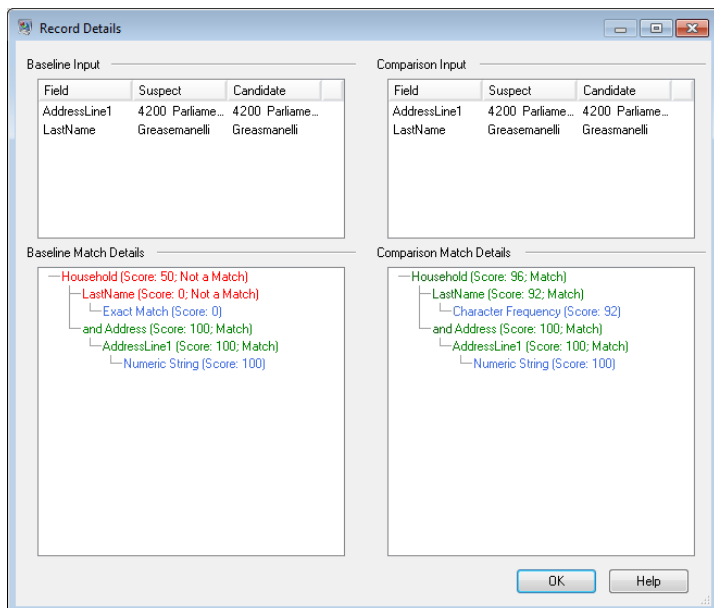 Record Details
Baseline Input
Field Suspect Candidate
AddressLine1 4200 Parliame... 4200 Parliame...
LastName Greasemanelli Greasmanelli
Comparison Input
Field Suspect Candidate
AddressLine1 4200 Parliame... 4200 Parliame...
LastName Greasemanelli Greasmanelli
Baseline Match Details
Household (Score: 50; Not a Match)
LastName (Score: 0; Not a Match)
Exact Match (Score: 0)
and Address (Score: 100; Match)
AddressLine1 (Score: 100; Match)
Numeric String (Score: 100)
Comparison Match Details
Household (Score: 96; Match)
LastName (Score: 92; Match)
Character Frequency (Score: 92)
and Address (Score: 100; Match)
AddressLine1 (Score: 100; Match)
Numeric String (Score: 100)
OK Help